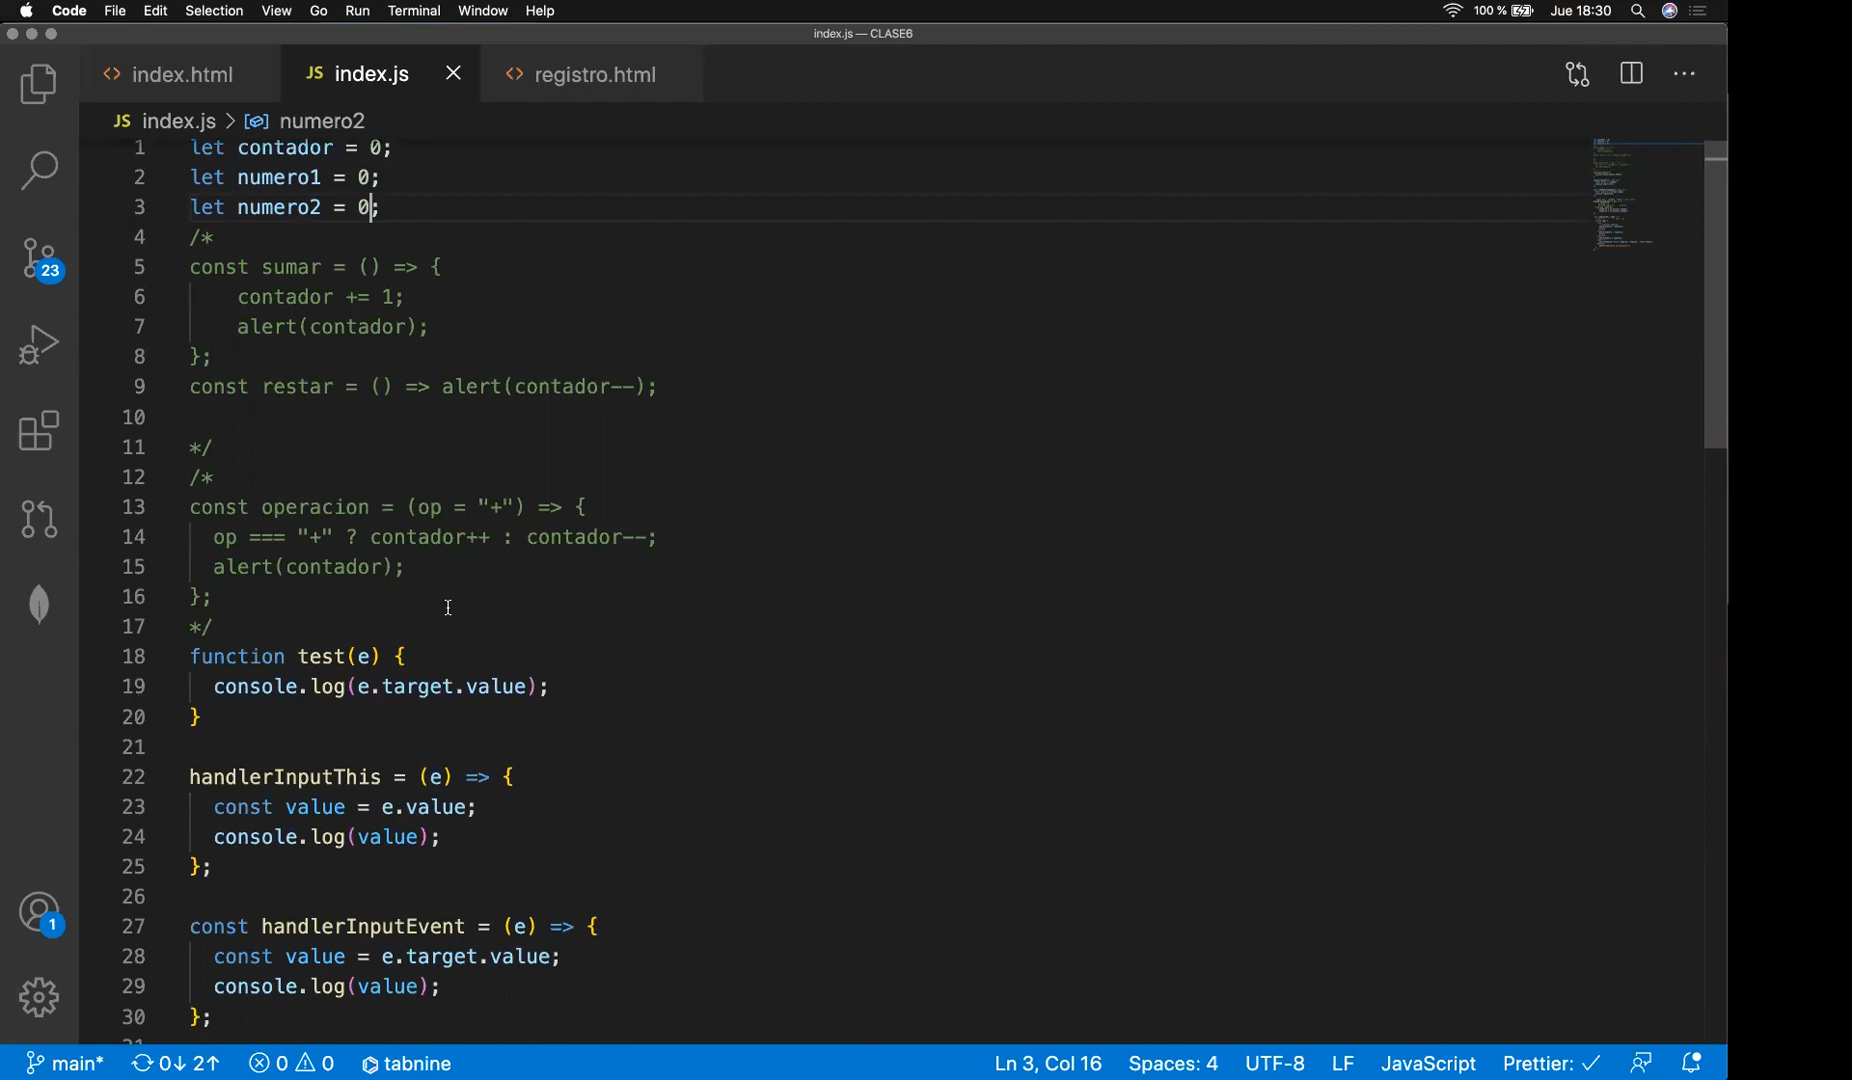 Code File Edit Selection View Go Run Terminal Window Help 100 % Jue 18:30
index.js — CLASE6
index.html
JS index.js
registro.html
JS index.js > numero2
1 let contador = 0;
2 let numero1 = 0;
3 let numero2 = 0;
4 /*
5 const sumar = () => {
6 contador += 1;
7 alert(contador);
8 };
9 const restar = () => alert(contador--);
10
11 */
12 /*
13 const operacion = (op = "+") => {
14 op === "+" ? contador++ : contador--;
15 alert(contador);
16 };
17 */
18 function test(e) {
19 console.log(e.target.value);
20 }
21
22 handlerInputThis = (e) => {
23 const value = e.value;
24 console.log(value);
25 };
26
27 const handlerInputEvent = (e) => {
28 const value = e.target.value;
29 console.log(value);
30 };
23
1
main* 0↓ 2↑ 0 0 tabnine Ln 3, Col 16 Spaces: 4 UTF-8 LF JavaScript Prettier: ✓